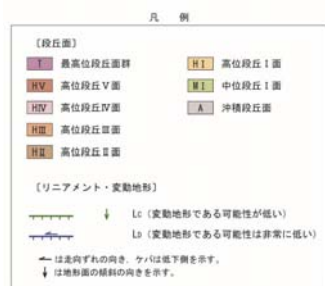 凡 例
〔段丘面〕
T 最高位段丘面群
HⅤ 高位段丘Ⅴ面
HⅣ 高位段丘Ⅳ面
HⅢ 高位段丘Ⅲ面
HⅡ 高位段丘Ⅱ面
HⅠ 高位段丘Ⅰ面
MⅠ 中位段丘Ⅰ面
A 沖積段丘面
〔リニアメント・変動地形〕
LC（変動地形である可能性が低い）
LD（変動地形である可能性は非常に低い）
は走向ずれの向き，ケバは低下側を示す。
は地形面の傾斜の向きを示す。